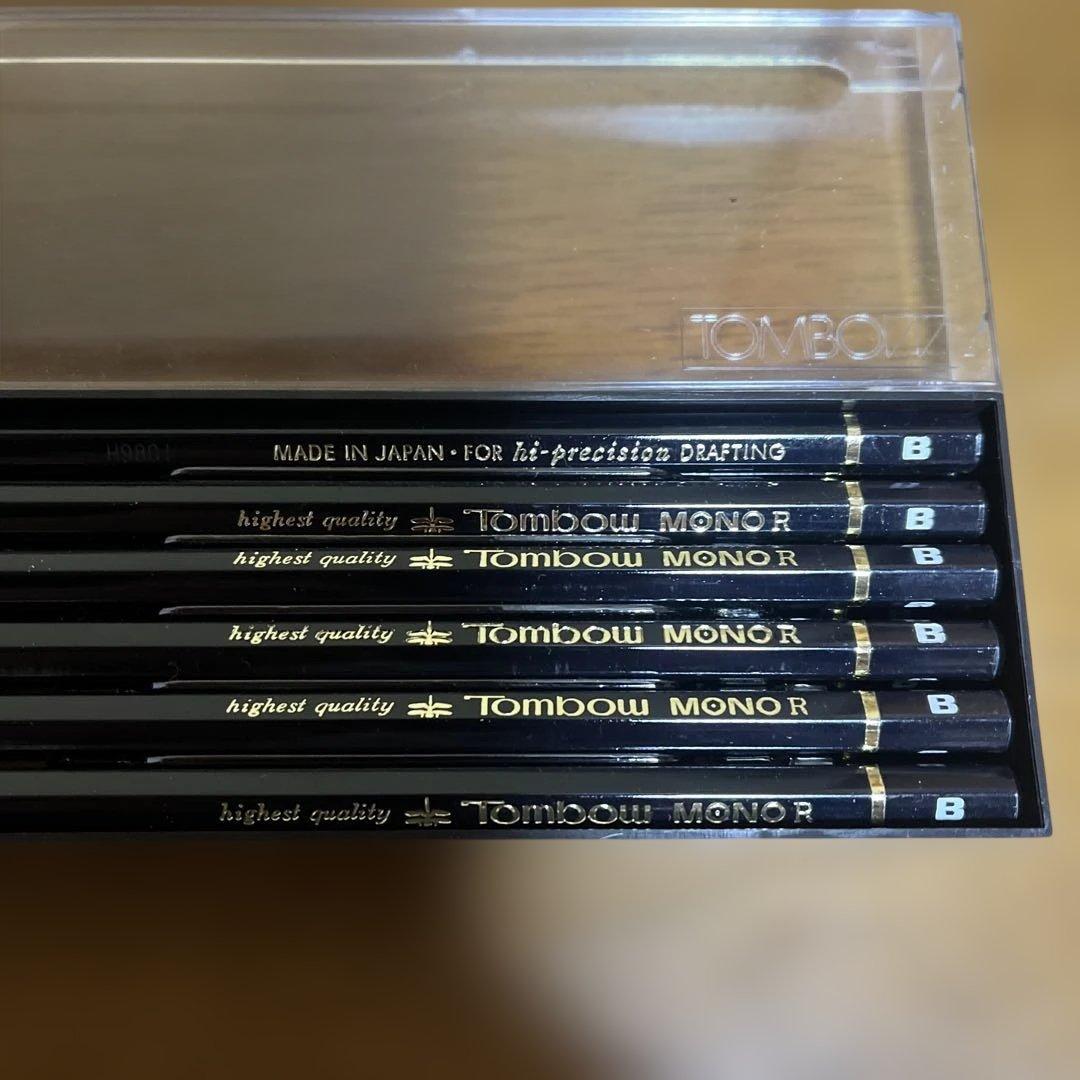 TOMBOW
H9801 MADE IN JAPAN · FOR hi-precision DRAFTING B
highest quality Tombow MONO R B
highest quality Tombow MONO R B
highest quality Tombow MONO R B
highest quality Tombow MONO R B
highest quality Tombow MONO R B